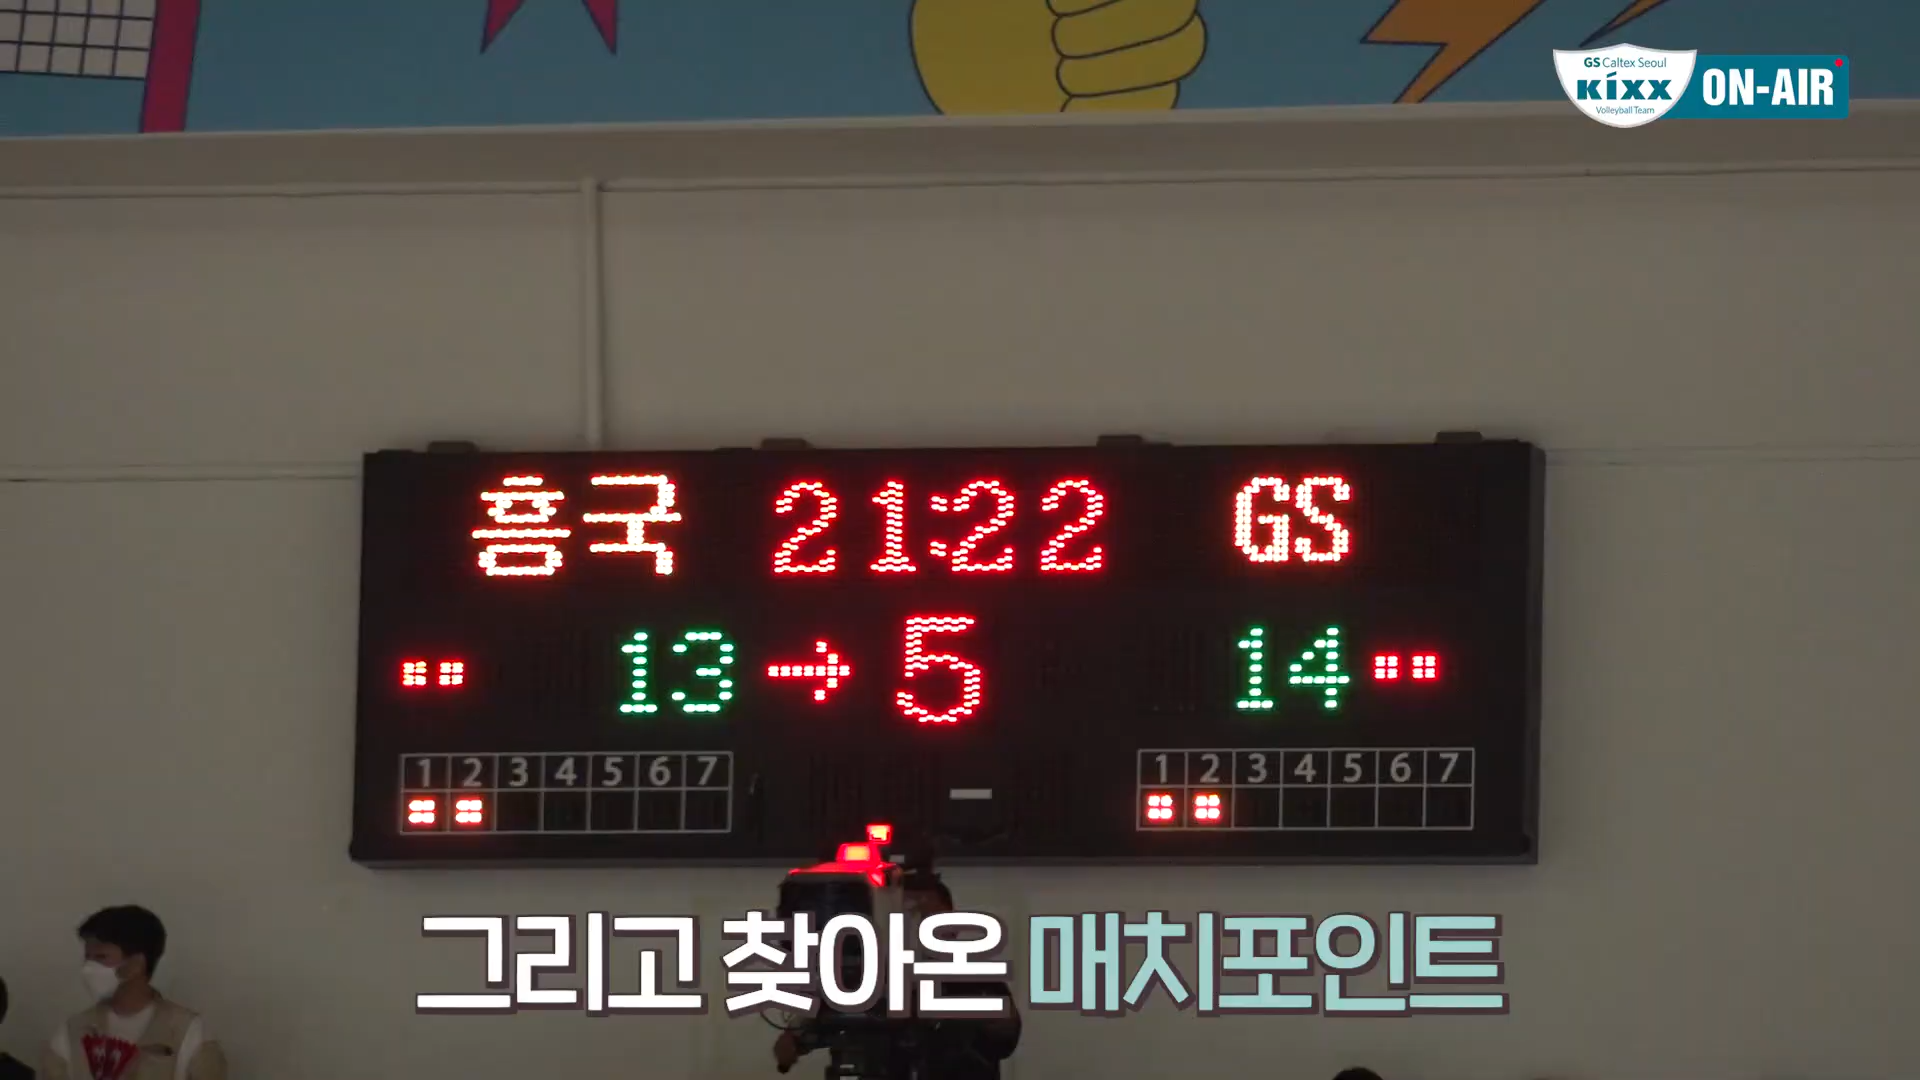 GS Caltex Seoul
Kixx
Volleyball Team
ON-AIR
흥국 21:22 GS
13 → 5 14
1 2 3 4 5 6 7
1 2 3 4 5 6 7
그리고 찾아온 매치포인트